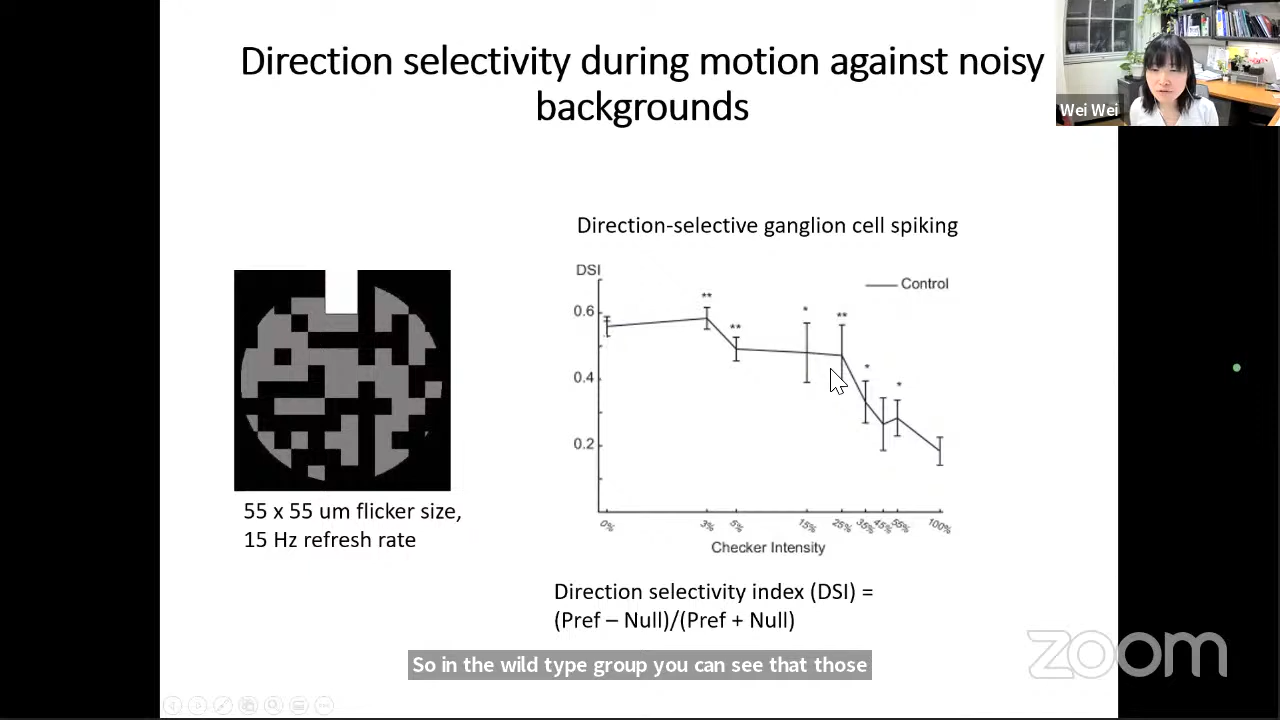 Direction selectivity during motion against noisy
backgrounds
Wei Wei
Direction-selective ganglion cell spiking
DSI
Control
0.6
0.4
0.2
**
**
*
**
*
*
0%
3%
5%
15%
25%
35%
45%
55%
100%
Checker Intensity
55 x 55 um flicker size,
15 Hz refresh rate
Direction selectivity index (DSI) =
(Pref – Null)/(Pref + Null)
So in the wild type group you can see that those
zoom